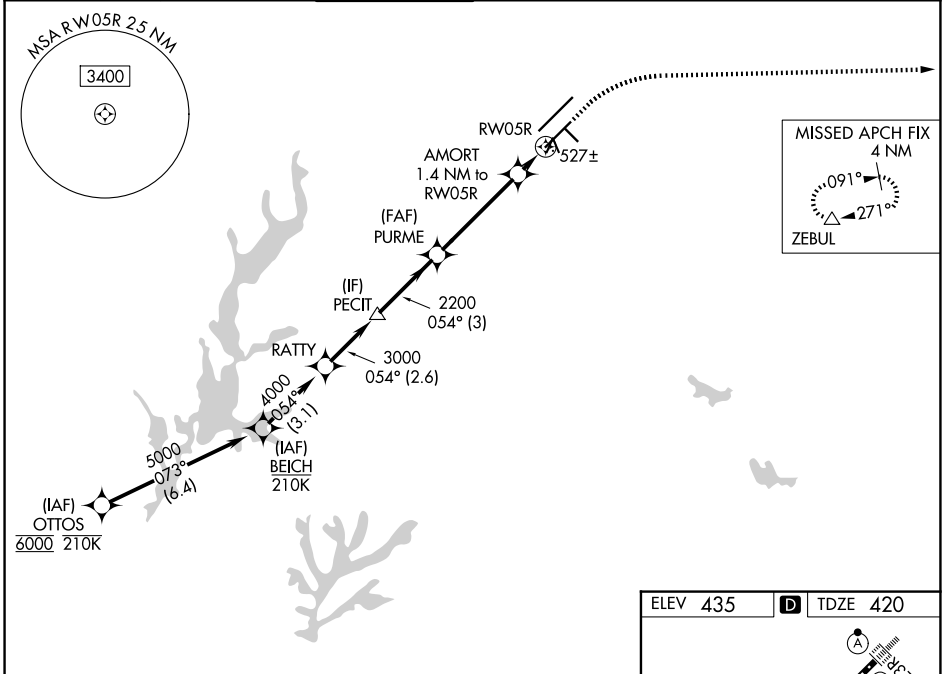 MSA RW05R 25 NM
3400
RW05R
527±
AMORT
1.4 NM to
RW05R
MISSED APCH FIX
4 NM
091°
271°
ZEBUL
(FAF)
PURME
(IF)
PECIT
2200
054° (3)
RATTY
3000
054° (2.6)
4000
054°
(3.1)
(IAF)
BEICH
210K
5000
073°
(6.4)
(IAF)
OTTOS
6000 210K
ELEV 435 D TDZE 420
A